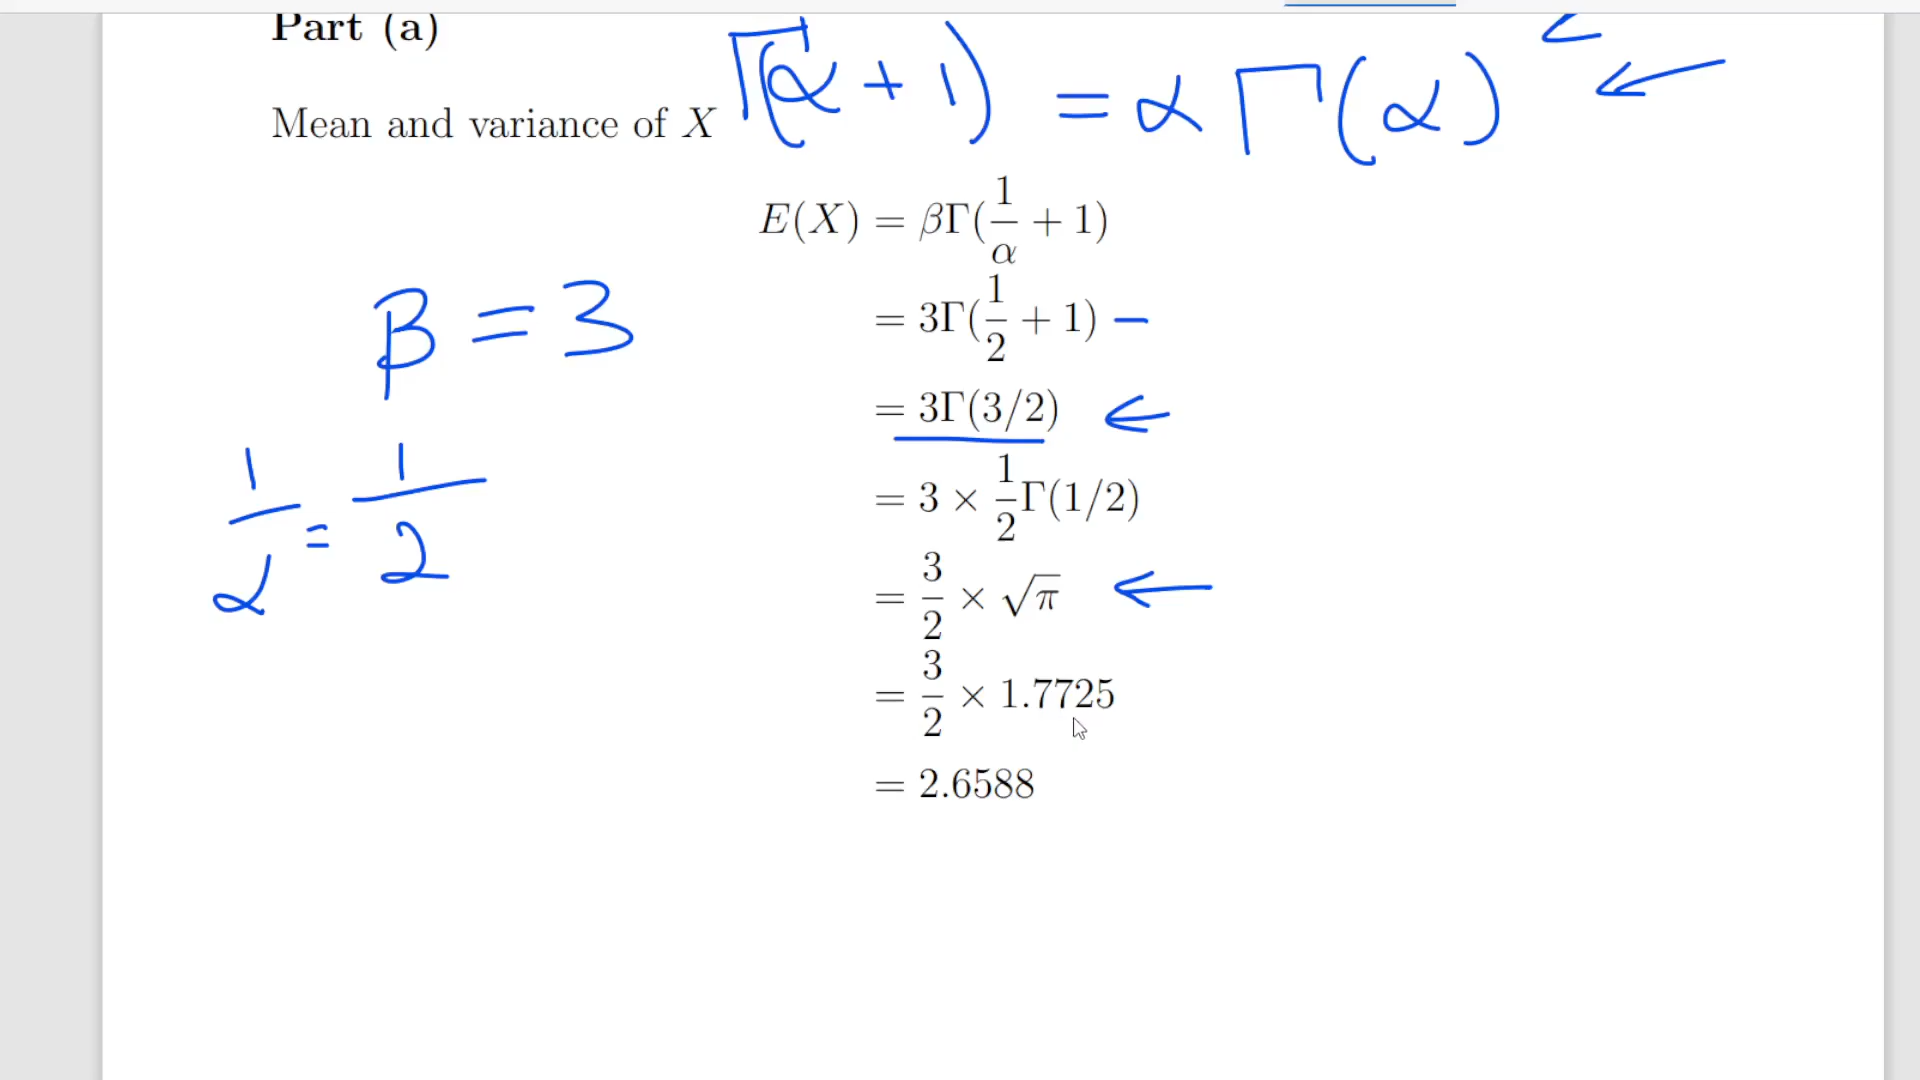 Part (a)
Γ(α + 1) = α Γ(α)
Mean and variance of X
E(X) = βΓ(1/α + 1)
= 3Γ(1/2 + 1) –
= 3Γ(3/2) ←
= 3 × 1/2 Γ(1/2)
= 3/2 × √π ←
= 3/2 × 1.7725
= 2.6588
β = 3
1/α = 1/2